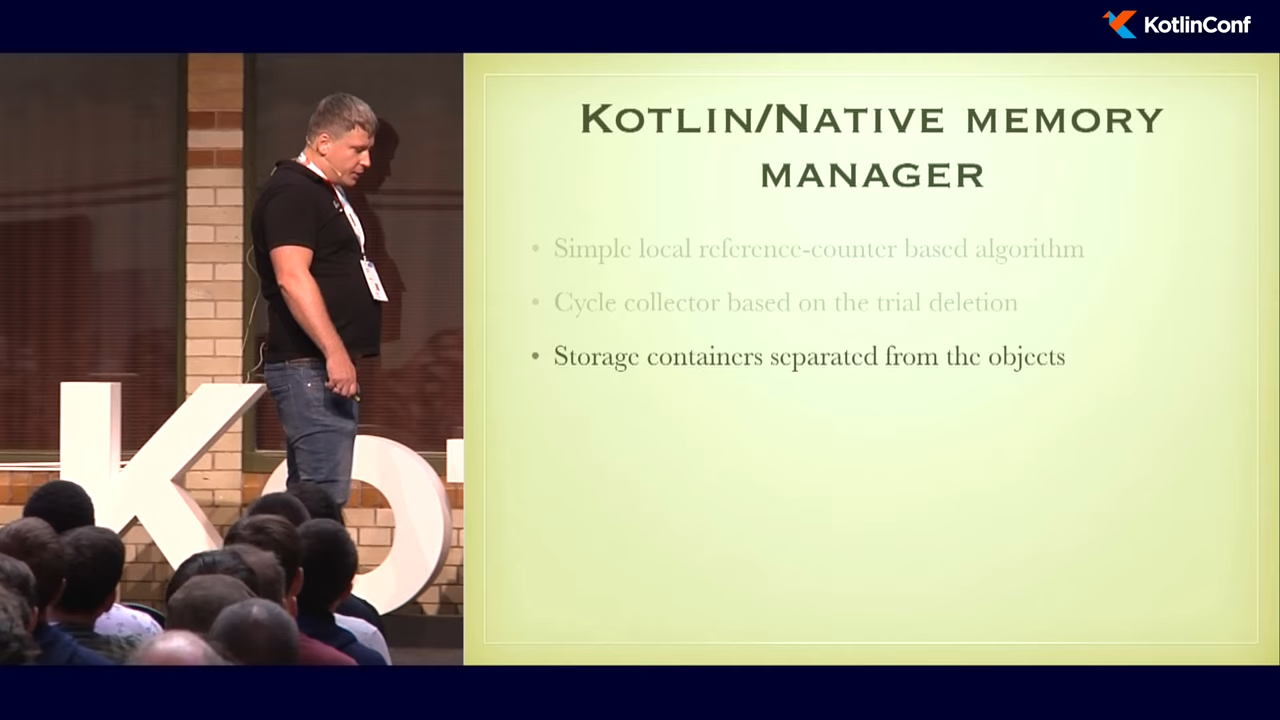 KotlinConf
KOTLIN/NATIVE MEMORY
MANAGER
• Simple local reference-counter based algorithm
• Cycle collector based on the trial deletion
• Storage containers separated from the objects
Ko